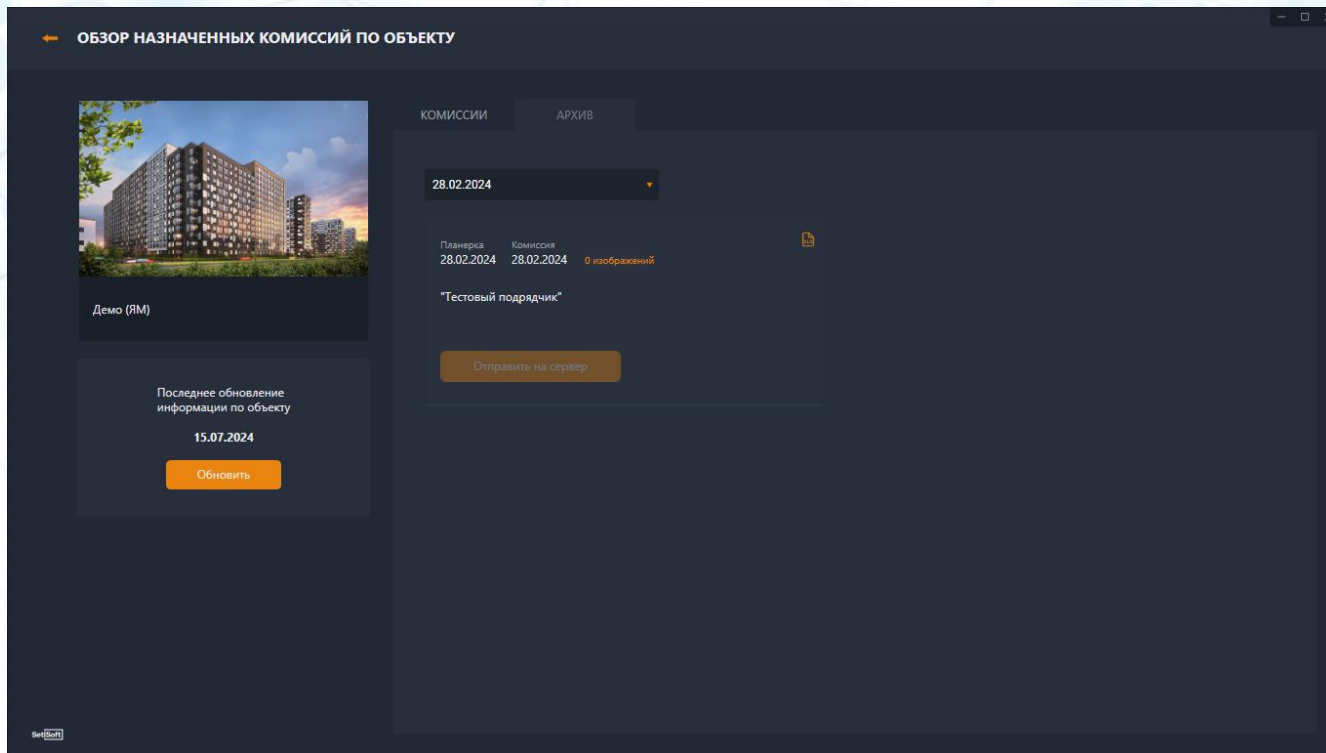 ОБЗОР НАЗНАЧЕННЫХ КОМИССИЙ ПО ОБЪЕКТУ
КОМИССИИ АРХИВ
28.02.2024
Планерка Комиссия
28.02.2024 28.02.2024 0 изображений
"Тестовый подрядчик"
Отправить на сервер
Демо (ЯМ)
Последнее обновление
информации по объекту
15.07.2024
Обновить
SetiSoft